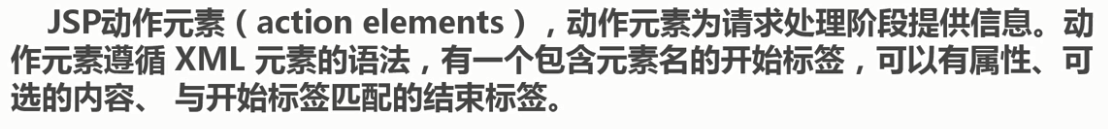 JSP动作元素（action elements），动作元素为请求处理阶段提供信息。动
作元素遵循 XML 元素的语法，有一个包含元素名的开始标签，可以有属性、可
选的内容、 与开始标签匹配的结束标签。